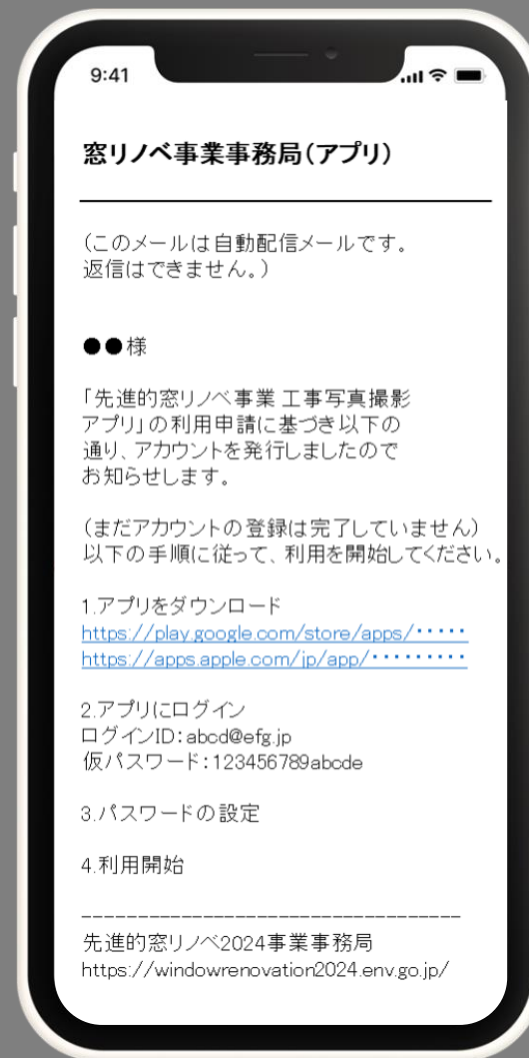 9:41
窓リノベ事業事務局(アプリ)
(このメールは自動配信メールです。
返信はできません。)
●●様
「先進的窓リノベ事業 工事写真撮影
アプリ」の利用申請に基づき以下の
通り、アカウントを発行しましたので
お知らせします。
(まだアカウントの登録は完了していません)
以下の手順に従って、利用を開始してください。
1.アプリをダウンロード
https://play.google.com/store/apps/・・・・・
https://apps.apple.com/jp/app/・・・・・・・・・
2.アプリにログイン
ログインID：abcd@efg.jp
仮パスワード：123456789abcde
3.パスワードの設定
4.利用開始
----------------------------------
先進的窓リノベ2024事業事務局
https://windowrenovation2024.env.go.jp/